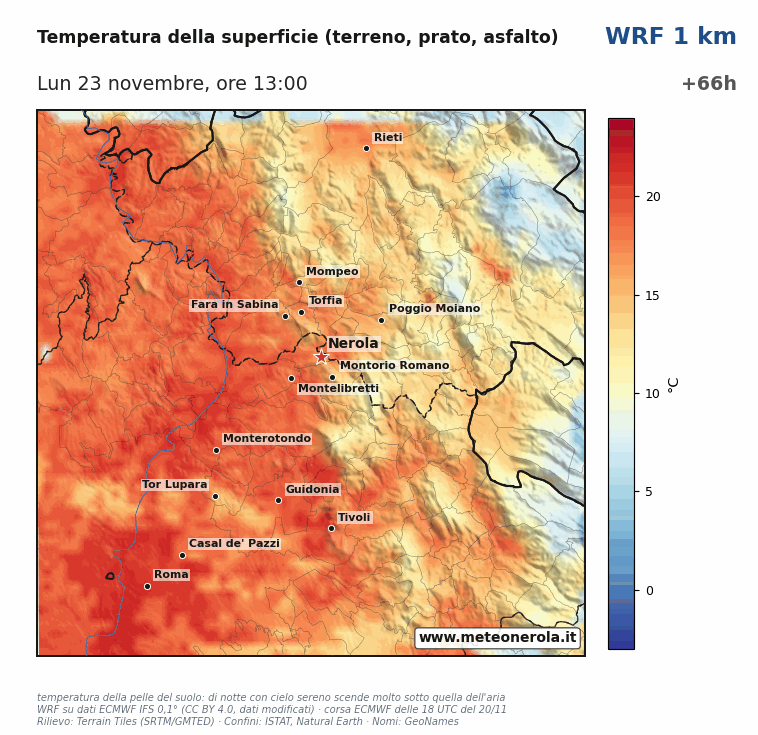 Temperatura della superficie (terreno, prato, asfalto)
WRF 1 km
Lun 23 novembre, ore 13:00
+66h
Rieti
Mompeo
Fara in Sabina
Toffia
Poggio Moiano
Nerola
Montorio Romano
Montelibretti
Monterotondo
Tor Lupara
Guidonia
Tivoli
Casal de' Pazzi
Roma
www.meteonerola.it
20
15
10
5
0
°C
temperatura della pelle del suolo: di notte con cielo sereno scende molto sotto quella dell'aria
WRF su dati ECMWF IFS 0,1° (CC BY 4.0, dati modificati) · corsa ECMWF delle 18 UTC del 20/11
Rilievo: Terrain Tiles (SRTM/GMTED) · Confini: ISTAT, Natural Earth · Nomi: GeoNames